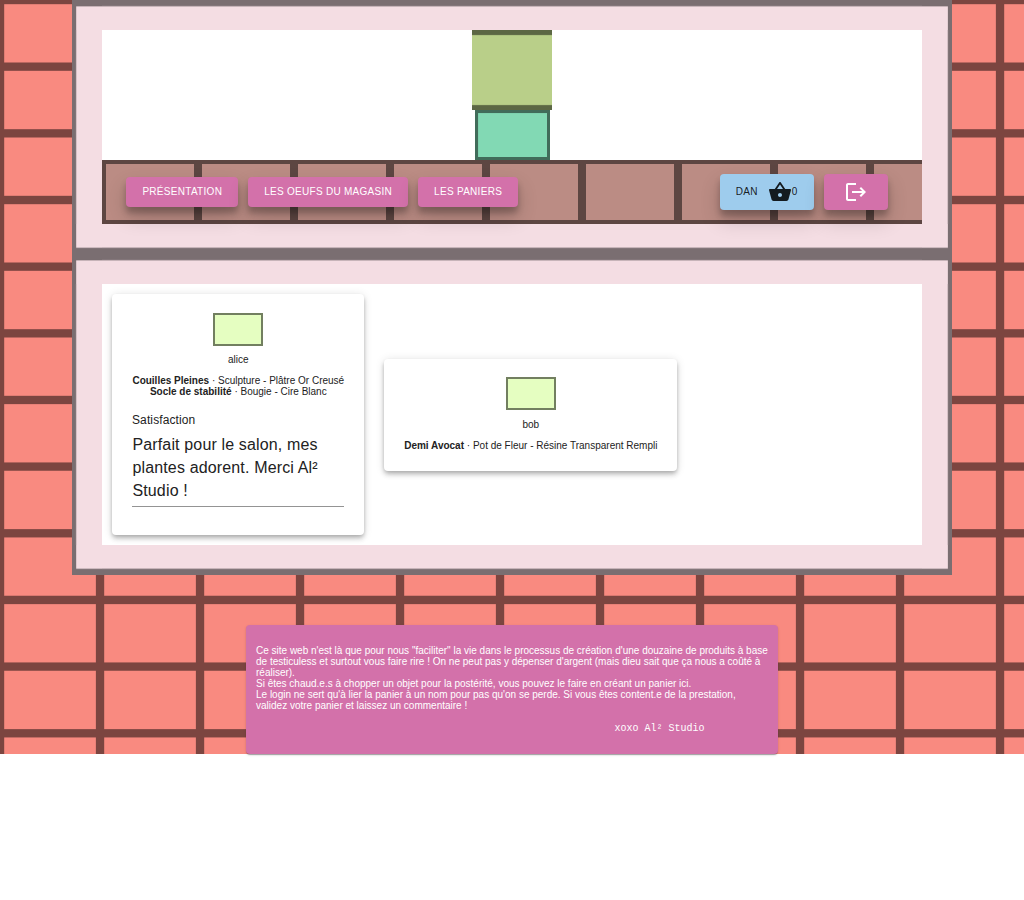 PRÉSENTATION LES OEUFS DU MAGASIN LES PANIERS DAN 0
alice
Couilles Pleines · Sculpture - Plâtre Or Creusé
Socle de stabilité · Bougie - Cire Blanc
Satisfaction
Parfait pour le salon, mes
plantes adorent. Merci Al²
Studio !
bob
Demi Avocat · Pot de Fleur - Résine Transparent Rempli
Ce site web n'est là que pour nous "faciliter" la vie dans le processus de création d'une douzaine de produits à base
de testiculess et surtout vous faire rire ! On ne peut pas y dépenser d'argent (mais dieu sait que ça nous a coûté à
réaliser).
Si êtes chaud.e.s à chopper un objet pour la postérité, vous pouvez le faire en créant un panier ici.
Le login ne sert qu'à lier la panier à un nom pour pas qu'on se perde. Si vous êtes content.e de la prestation,
validez votre panier et laissez un commentaire !
xoxo Al² Studio